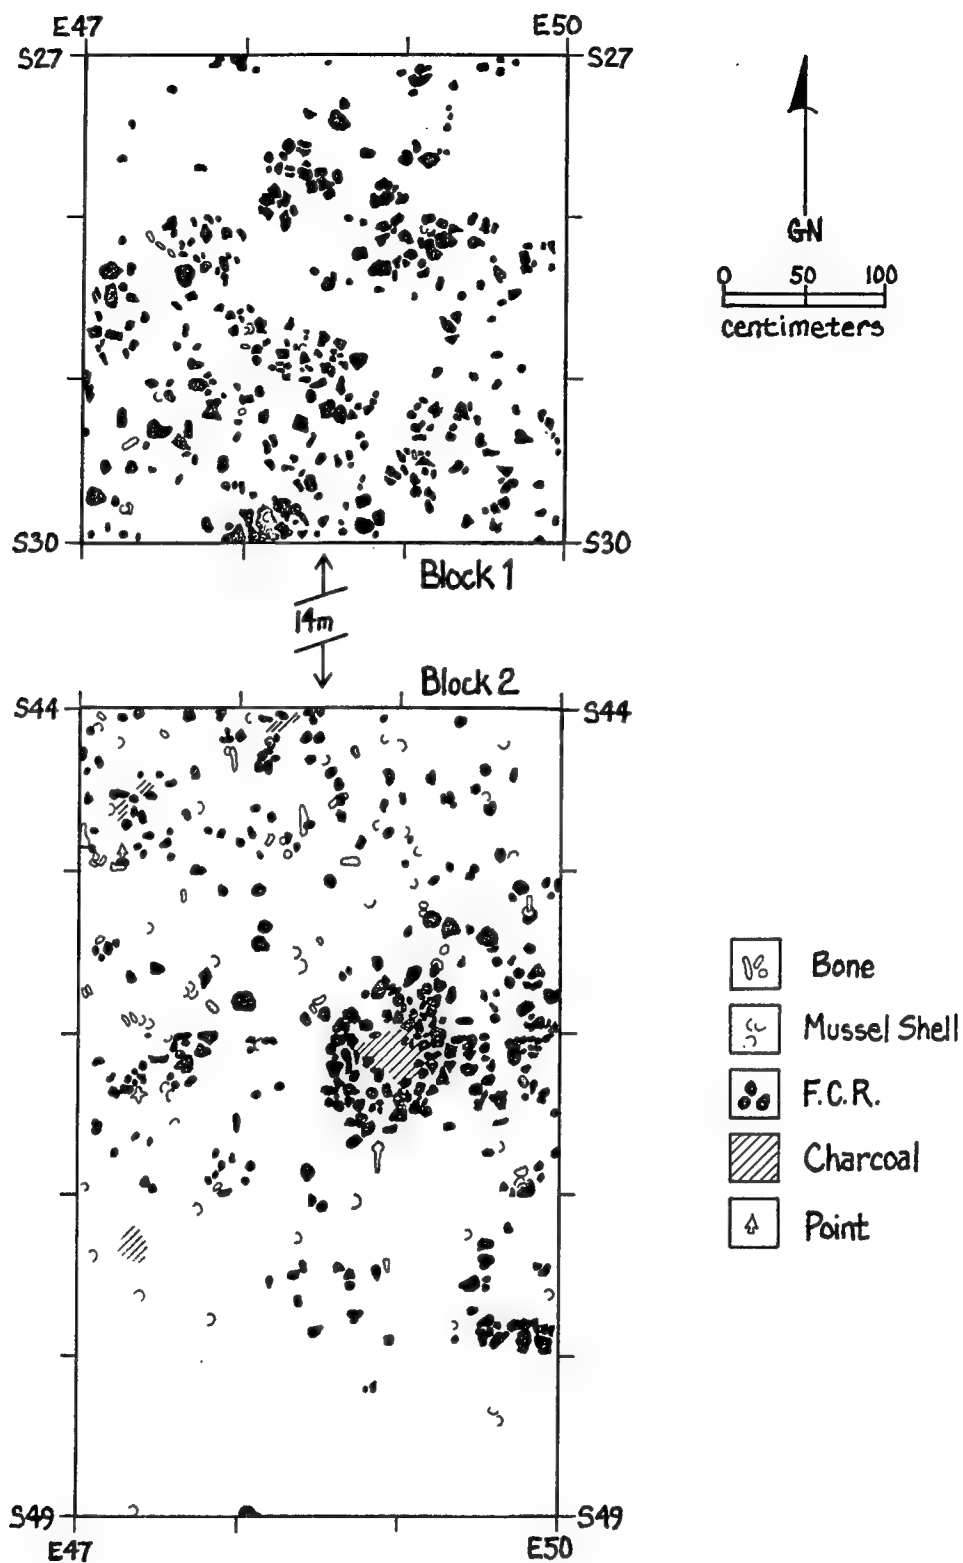 E47 E50
S27 S27
GN
0 50 100
centimeters
S30 S30
Block 1
14m
Block 2
S44 S44
Bone
Mussel Shell
F.C.R.
Charcoal
Point
S49 S49
E47 E50